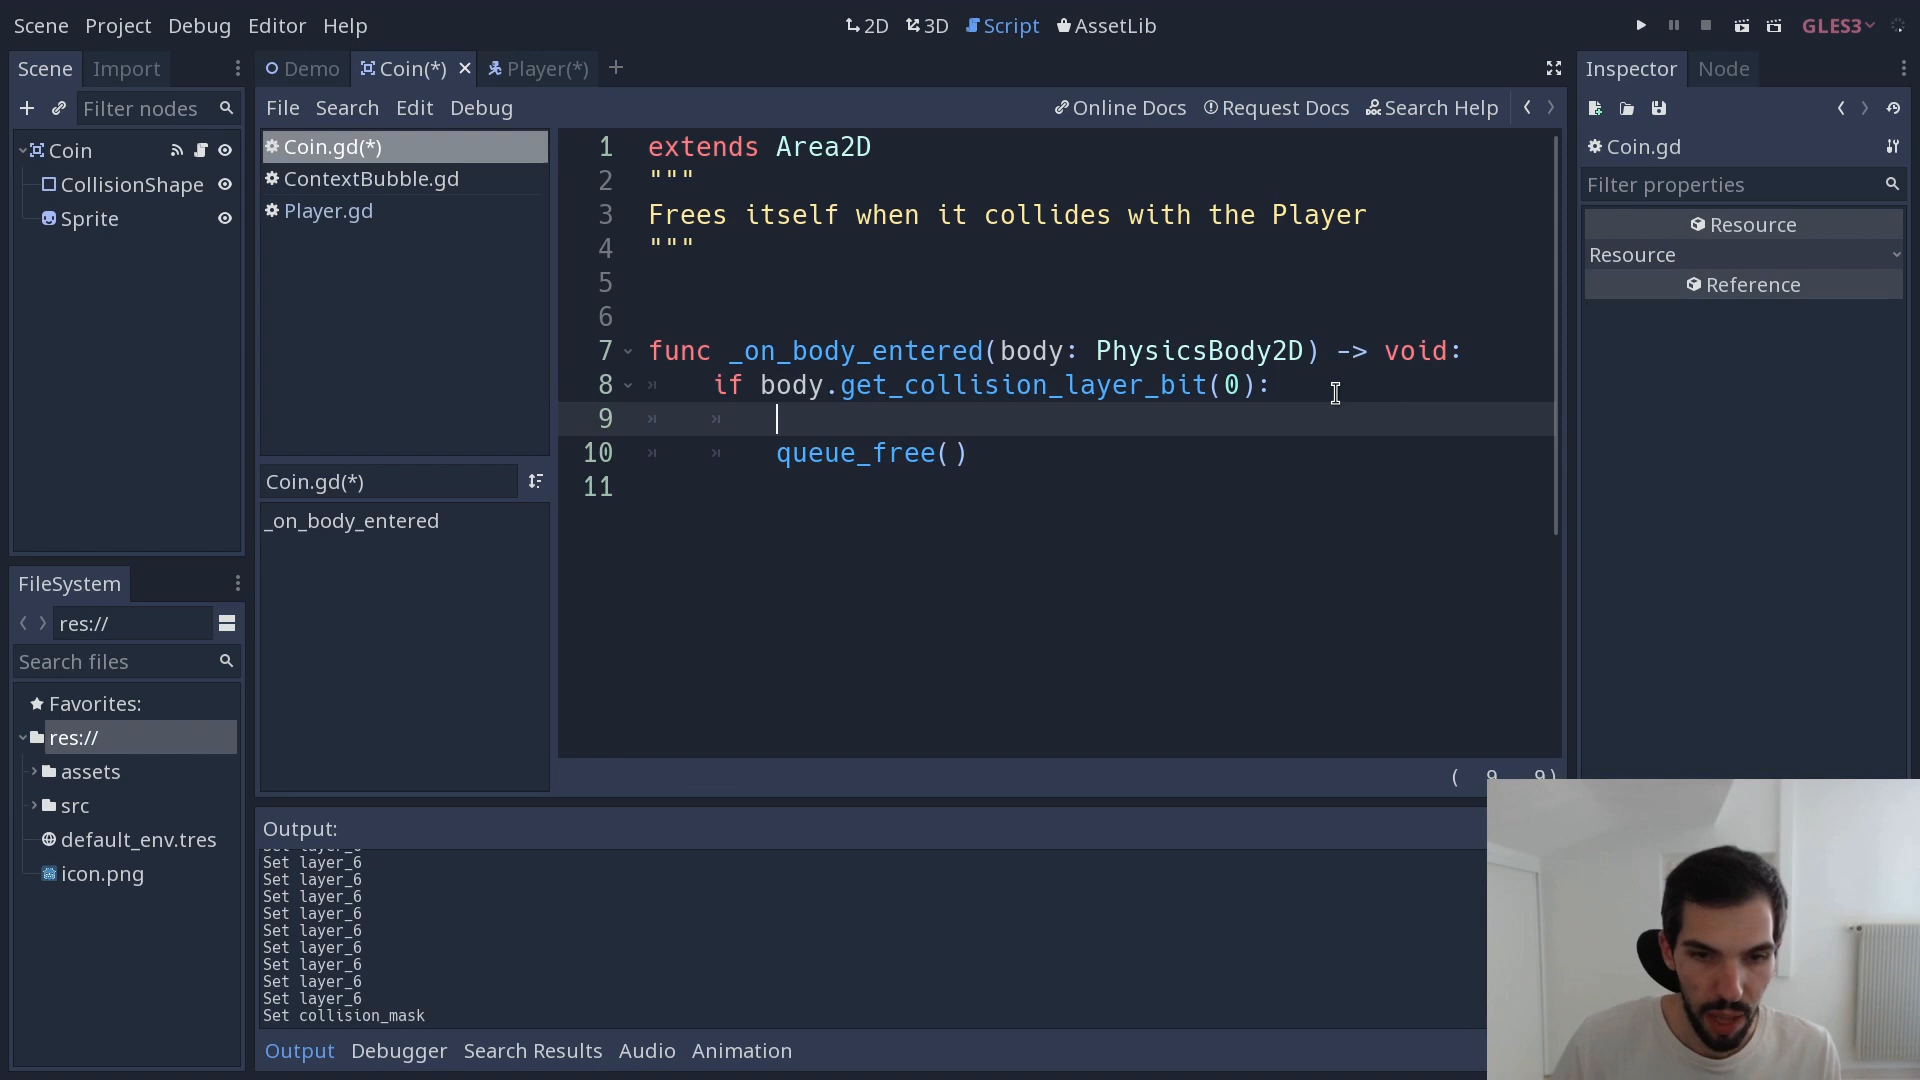 Scene Project Debug Editor Help 2D 3D Script AssetLib GLES3
Scene Import
Filter nodes
Coin
CollisionShape
Sprite
FileSystem
res://
Search files
Favorites:
res://
assets
src
default_env.tres
icon.png
Demo Coin(*) Player(*)
File Search Edit Debug Online Docs Request Docs Search Help
Coin.gd(*)
ContextBubble.gd
Player.gd
Coin.gd(*)
_on_body_entered
1 extends Area2D
2 """
3 Frees itself when it collides with the Player
4 """
5
6
7 func _on_body_entered(body: PhysicsBody2D) -> void:
8 if body.get_collision_layer_bit(0):
9
10 queue_free()
11
( 9, 9)
Output:
Set layer_6
Set layer_6
Set layer_6
Set layer_6
Set layer_6
Set layer_6
Set layer_6
Set layer_6
Set layer_6
Set layer_6
Set collision_mask
Output Debugger Search Results Audio Animation
Inspector Node
Coin.gd
Filter properties
Resource
Resource
Reference